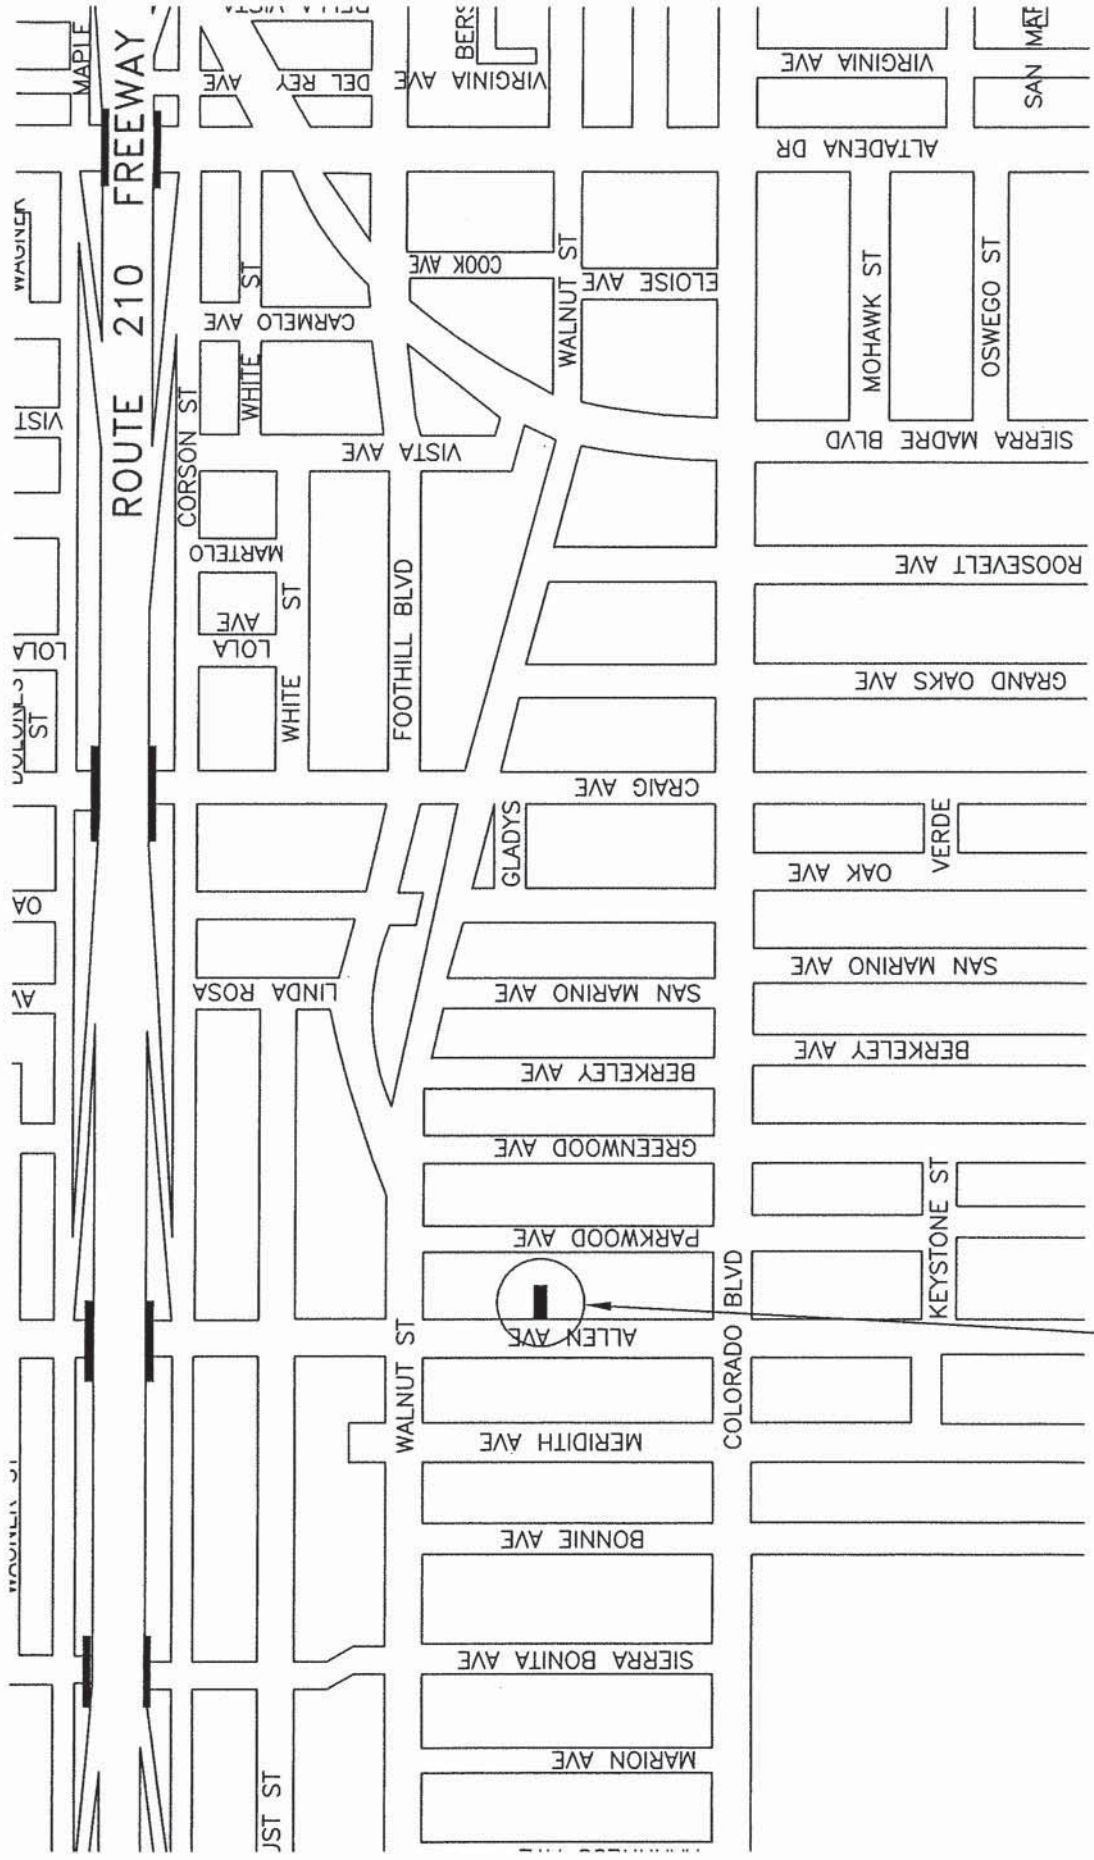 MAPLE
ROUTE 210 FREEWAY
DEL REY AVE
VIRGINIA AVE
VIRGINIA AVE
ALTADENA DR
COOK AVE
WALNUT ST
ELOISE AVE
MOHAWK ST
OSWEGO ST
WHITE ST
CARMELO AVE
CORSON ST
VISTA AVE
SIERRA MADRE BLVD
MARTELO
AVE
LOLA
LOLA
WHITE ST
FOOTHILL BLVD
ROOSEVELT AVE
GRAND OAKS AVE
ST
CRAIG AVE
GLADYS
VERDE
OAK AVE
LINDA ROSA
SAN MARINO AVE
SAN MARINO AVE
BERKELEY AVE
BERKELEY AVE
GREENWOOD AVE
PARKWOOD AVE
KEYSTONE ST
ALLEN AVE
WALNUT ST
COLORADO BLVD
MERIDITH AVE
BONNIE AVE
SIERRA BONITA AVE
MARION AVE